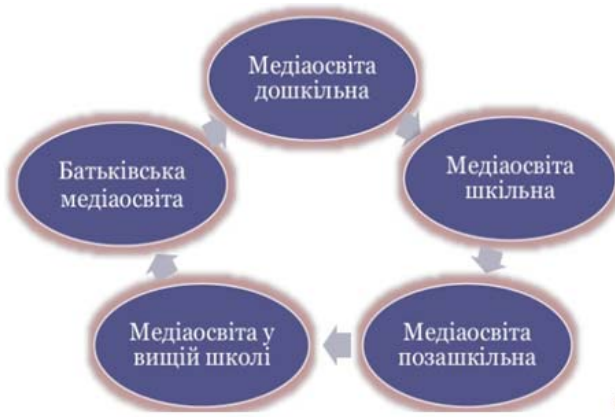 Медіаосвіта
дошкільна
Медіаосвіта
шкільна
Медіаосвіта
позашкільна
Медіаосвіта у
вищій школі
Батьківська
медіаосвіта